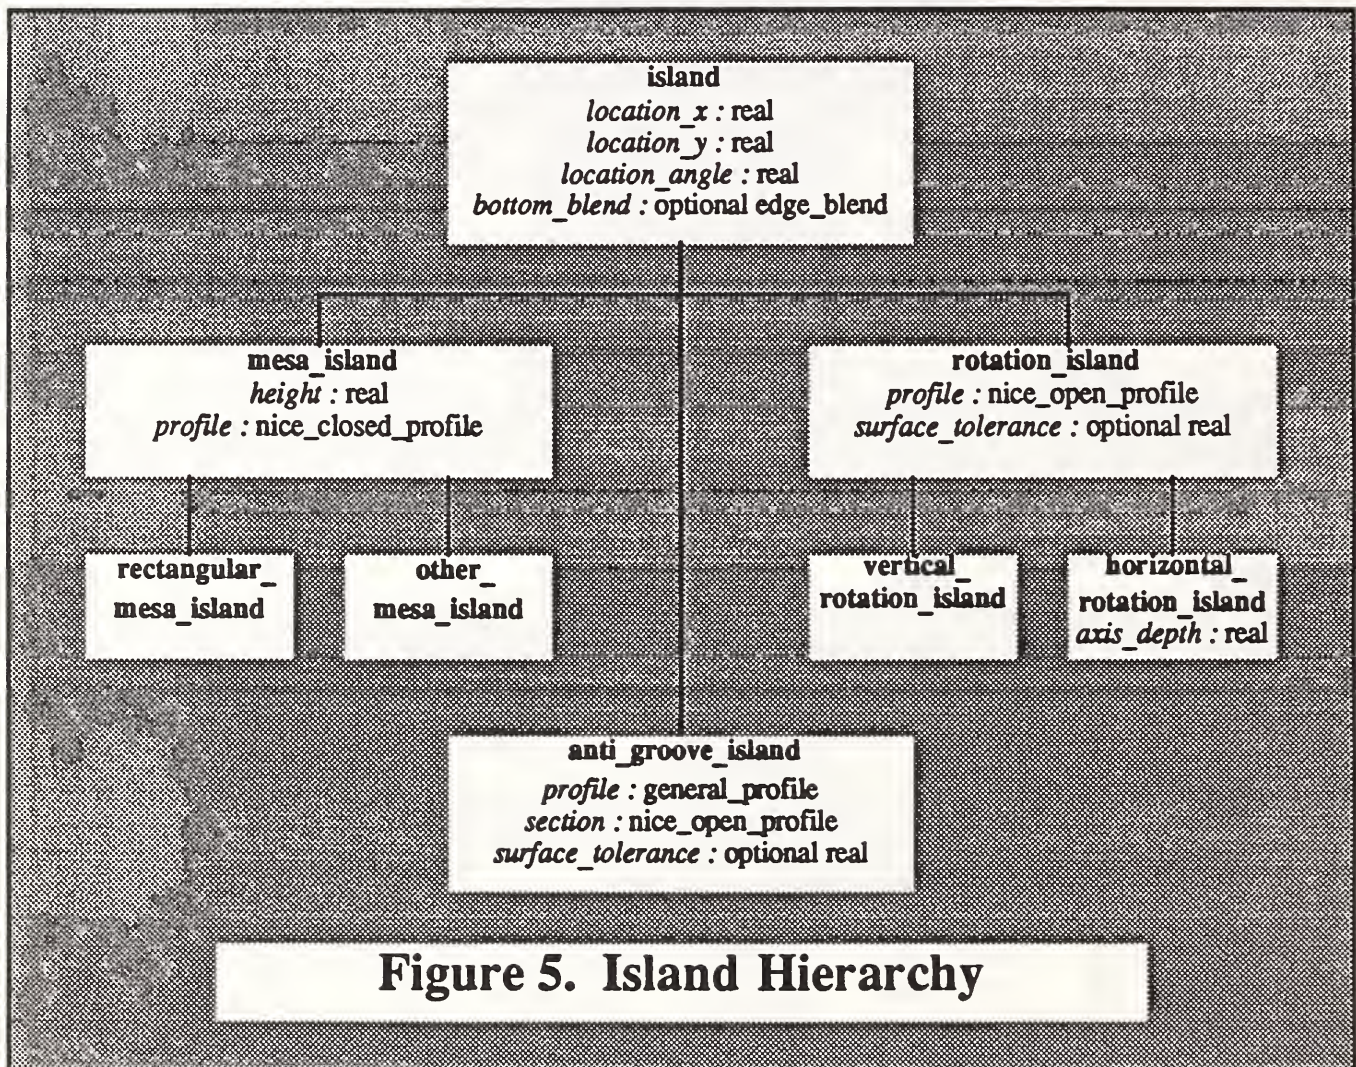 island
location_x : real
location_y : real
location_angle : real
bottom_blend : optional edge_blend
mesa_island
height : real
profile : nice_closed_profile
rotation_island
profile : nice_open_profile
surface_tolerance : optional real
rectangular_
mesa_island
other_
mesa_island
vertical_
rotation_island
horizontal_
rotation_island
axis_depth : real
anti_groove_island
profile : general_profile
section : nice_open_profile
surface_tolerance : optional real
Figure 5. Island Hierarchy